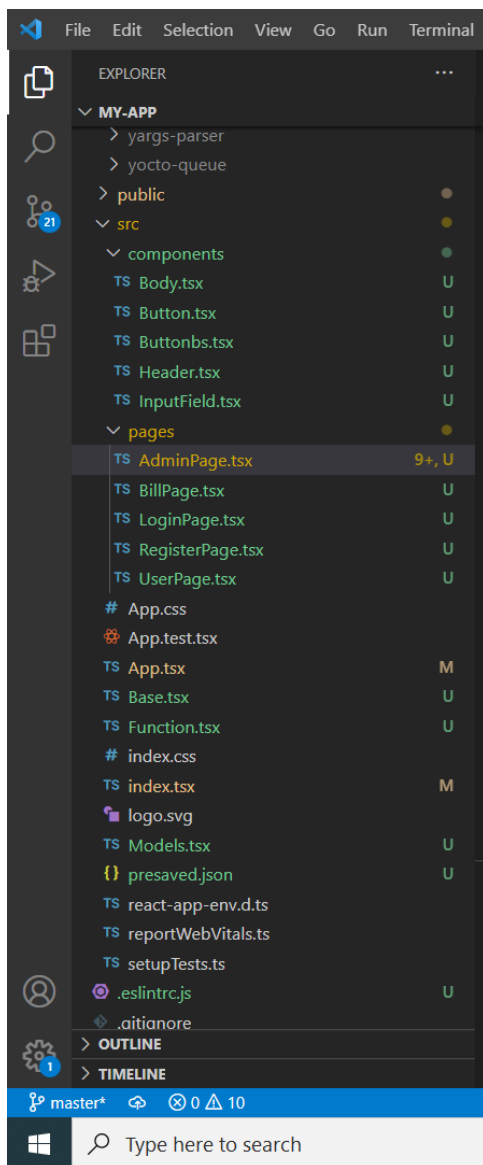 File Edit Selection View Go Run Terminal
EXPLORER ...
MY-APP
yargs-parser
yocto-queue
public
21
src
components
TS Body.tsx U
TS Button.tsx U
TS Buttonbs.tsx U
TS Header.tsx U
TS InputField.tsx U
pages
TS AdminPage.tsx 9+, U
TS BillPage.tsx U
TS LoginPage.tsx U
TS RegisterPage.tsx U
TS UserPage.tsx U
# App.css
App.test.tsx
TS App.tsx M
TS Base.tsx U
TS Function.tsx U
# index.css
TS index.tsx M
logo.svg
TS Models.tsx U
{} presaved.json U
TS react-app-env.d.ts
TS reportWebVitals.ts
TS setupTests.ts
.eslintrc.js U
.gitignore
OUTLINE
1
TIMELINE
master* 0 10
Type here to search